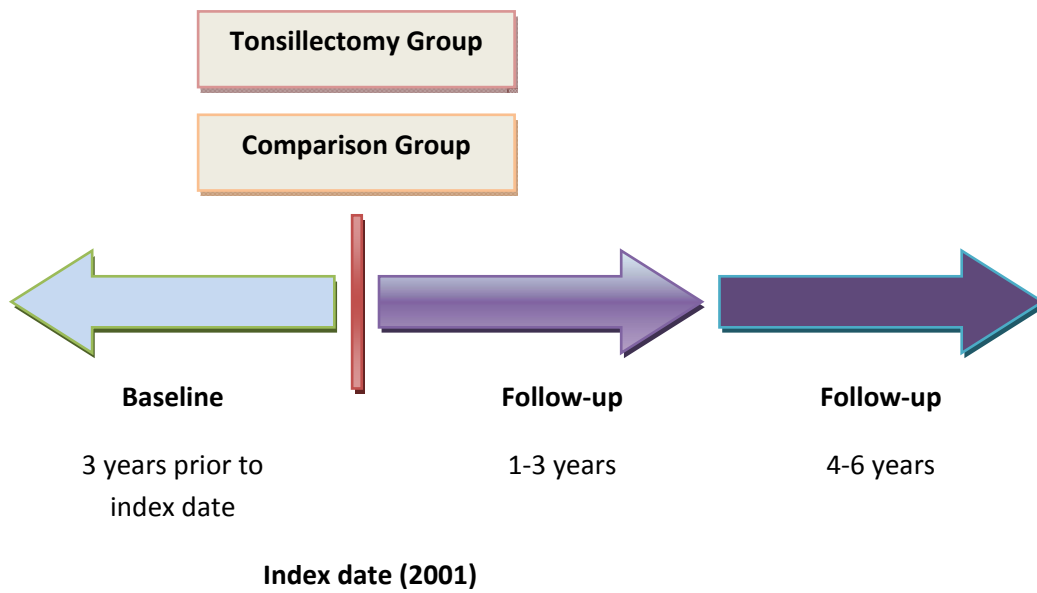 Tonsillectomy Group
Comparison Group
Baseline
Follow-up
Follow-up
3 years prior to
index date
1-3 years
4-6 years
Index date (2001)